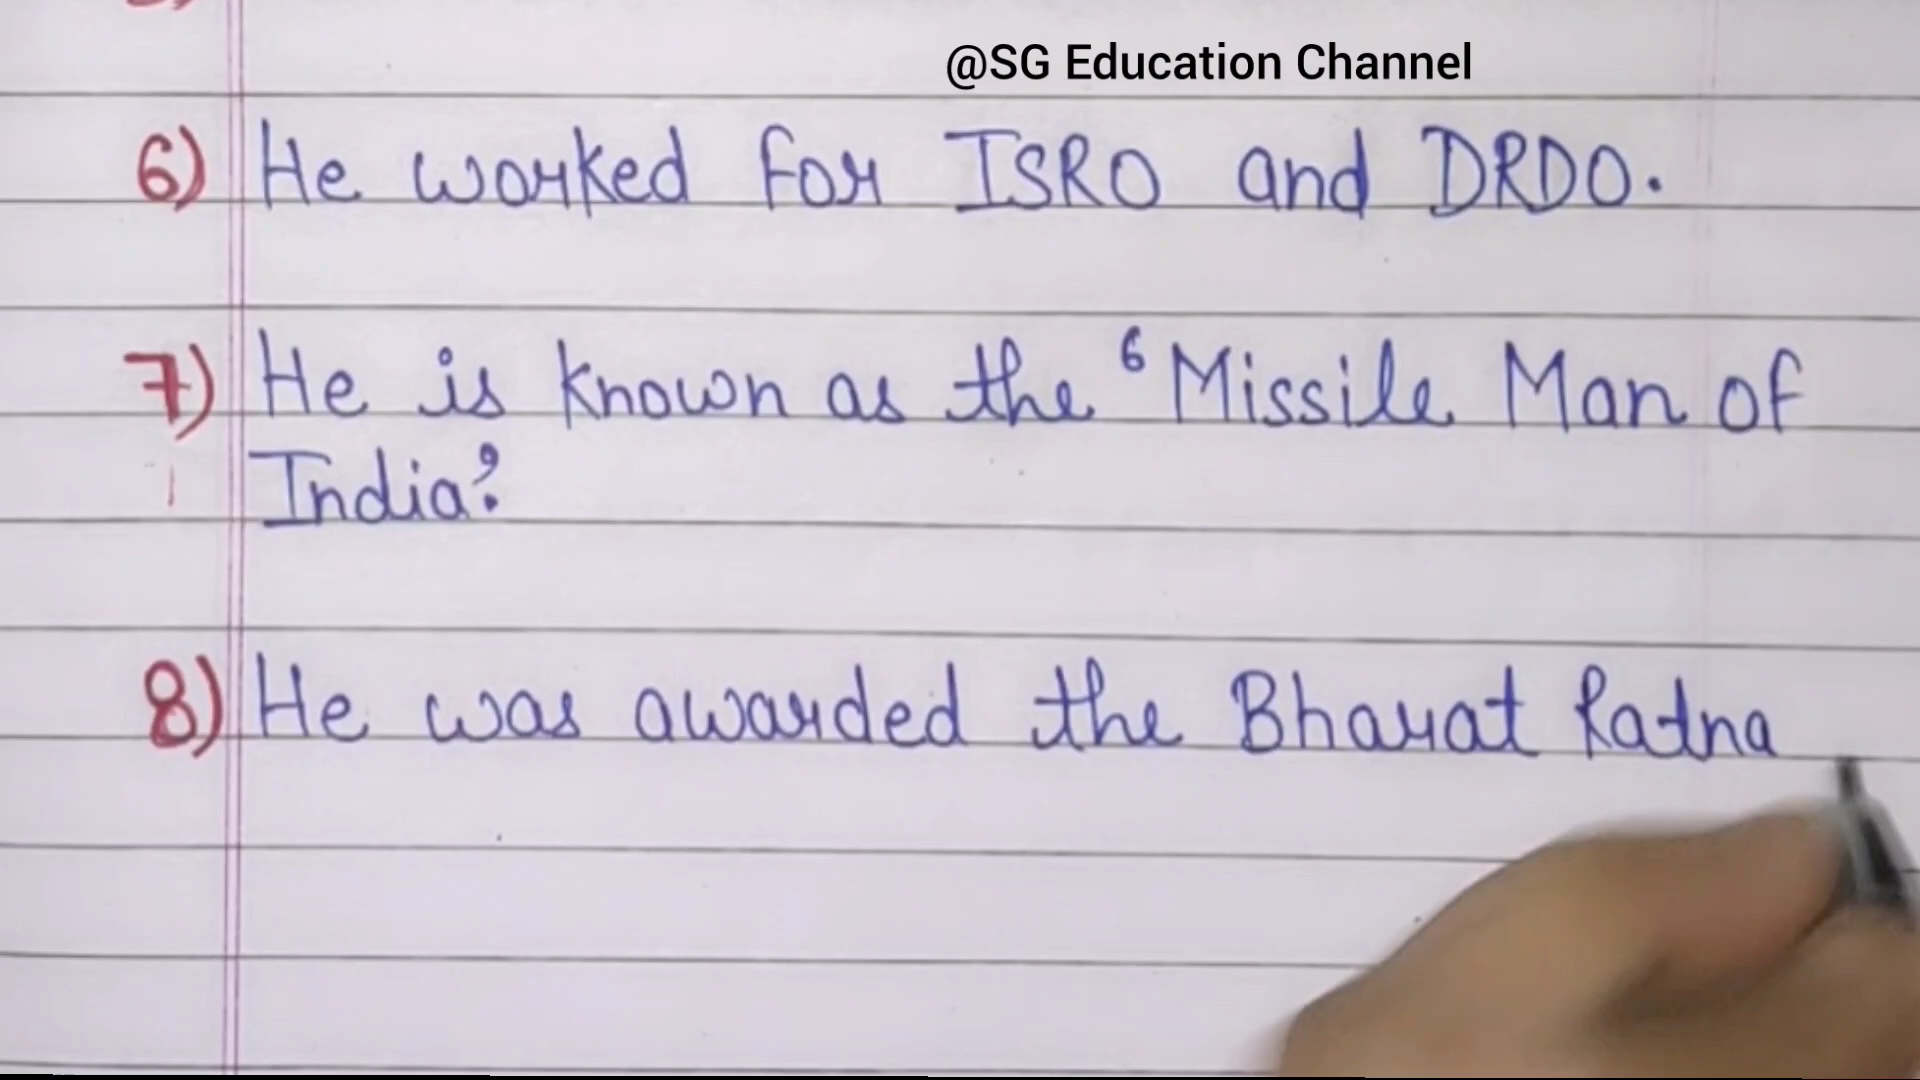 @SG Education Channel
6) He worked for ISRO and DRDO.
7) He is known as the 'Missile Man of
India'.
8) He was awarded the Bharat Ratna